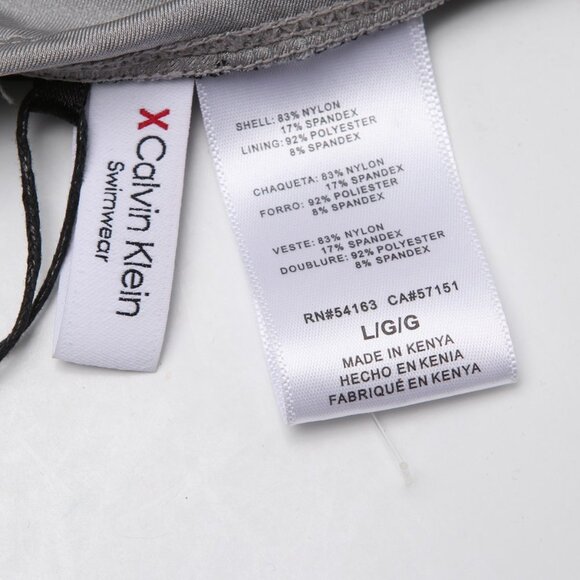 X Calvin Klein
Swimwear
SHELL: 83% NYLON
17% SPANDEX
LINING: 92% POLYESTER
8% SPANDEX
CHAQUETA: 83% NYLON
17% SPANDEX
FORRO: 92% POLIESTER
8% SPANDEX
VESTE: 83% NYLON
17% SPANDEX
DOUBLURE: 92% POLYESTER
8% SPANDEX
RN#54163 CA#57151
L/G/G
MADE IN KENYA
HECHO EN KENIA
FABRIQUÉ EN KENYA